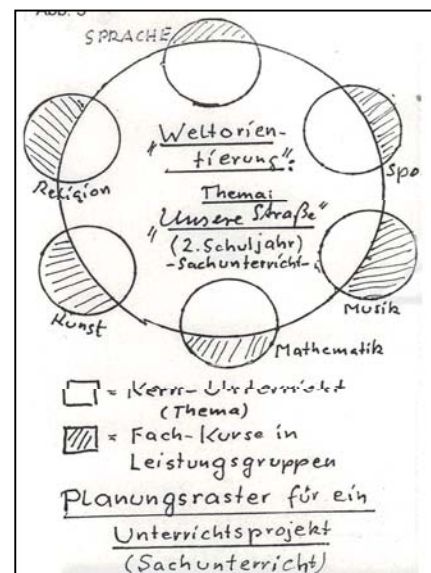 SPRACHE
"Weltorien-
tierung":
Thema:
"Unsere Straße"
(2. Schuljahr)
-Sachunterricht-
Religion
Spo
Kunst
Musik
Mathematik
= Kern-Unterricht
(Thema)
= Fach-Kurse in
Leistungsgruppen
Planungsraster für ein
Unterrichtsprojekt
(Sachunterricht)